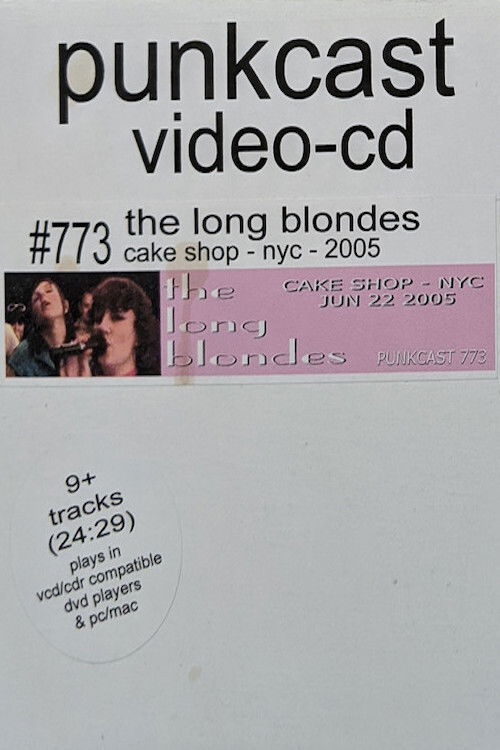 punkcast
video-cd
#773 the long blondes
cake shop - nyc - 2005
the
long
blondes
CAKE SHOP - NYC
JUN 22 2005
PUNKCAST 773
9+
tracks
(24:29)
plays in
vcd/cdr compatible
dvd players
& pc/mac